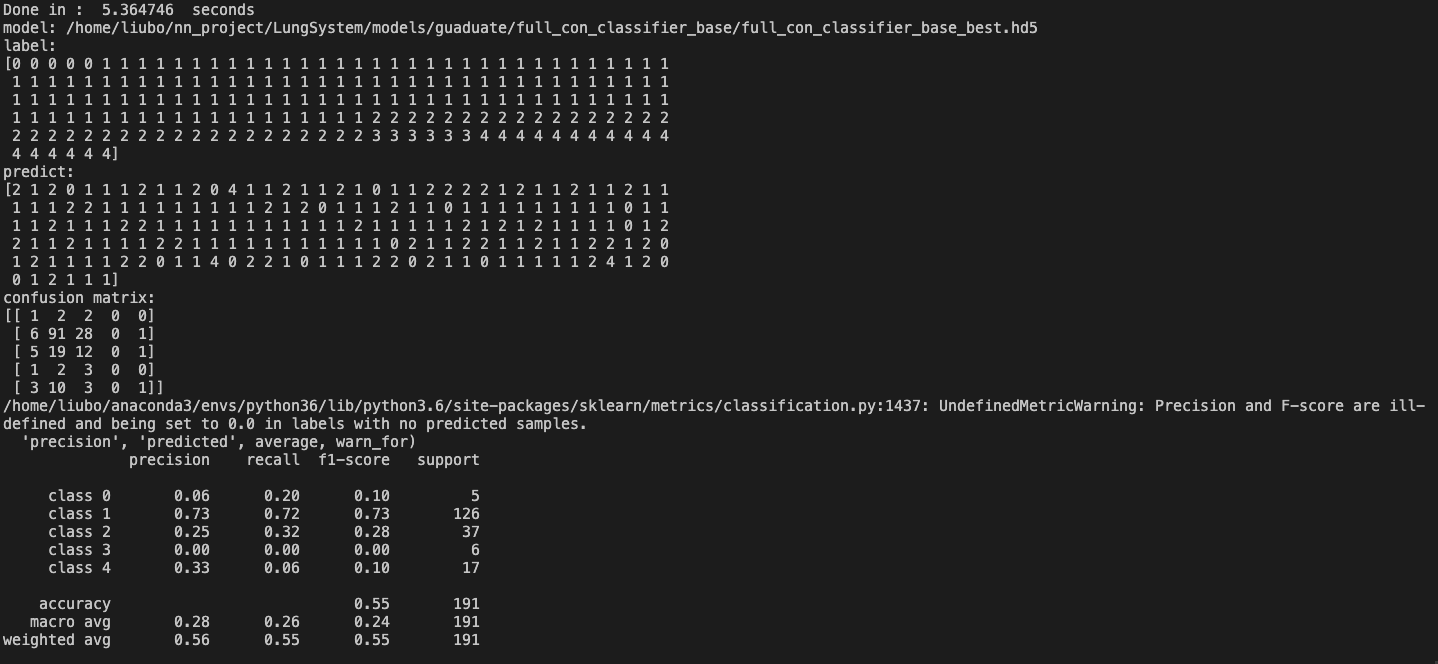 Done in :  5.364746  seconds
model: /home/liubo/nn_project/LungSystem/models/guaduate/full_con_classifier_base/full_con_classifier_base_best.hd5
label:
[0 0 0 0 0 1 1 1 1 1 1 1 1 1 1 1 1 1 1 1 1 1 1 1 1 1 1 1 1 1 1 1 1 1 1 1 1
 1 1 1 1 1 1 1 1 1 1 1 1 1 1 1 1 1 1 1 1 1 1 1 1 1 1 1 1 1 1 1 1 1 1 1 1 1
 1 1 1 1 1 1 1 1 1 1 1 1 1 1 1 1 1 1 1 1 1 1 1 1 1 1 1 1 1 1 1 1 1 1 1 1 1
 1 1 1 1 1 1 1 1 1 1 1 1 1 1 1 1 1 1 1 1 2 2 2 2 2 2 2 2 2 2 2 2 2 2 2 2 2
 2 2 2 2 2 2 2 2 2 2 2 2 2 2 2 2 2 2 2 2 3 3 3 3 3 3 4 4 4 4 4 4 4 4 4 4 4
 4 4 4 4 4 4]
predict:
[2 1 2 0 1 1 1 2 1 1 2 0 4 1 1 2 1 1 2 1 0 1 1 2 2 2 2 1 2 1 1 2 1 1 2 1 1
 1 1 1 2 2 1 1 1 1 1 1 1 1 1 2 1 2 0 1 1 1 2 1 1 0 1 1 1 1 1 1 1 1 1 0 1 1
 1 1 2 1 1 1 2 2 1 1 1 1 1 1 1 1 1 1 1 2 1 1 1 1 1 2 1 2 1 2 1 1 1 1 0 1 2
 2 1 1 2 1 1 1 1 2 2 1 1 1 1 1 1 1 1 1 1 1 0 2 1 1 2 2 1 1 2 1 1 2 2 1 2 0
 1 2 1 1 1 1 2 2 0 1 1 4 0 2 2 1 0 1 1 1 2 2 0 2 1 1 0 1 1 1 1 1 2 4 1 2 0
 0 1 2 1 1 1]
confusion matrix:
[[ 1  2  2  0  0]
 [ 6 91 28  0  1]
 [ 5 19 12  0  1]
 [ 1  2  3  0  0]
 [ 3 10  3  0  1]]
/home/liubo/anaconda3/envs/python36/lib/python3.6/site-packages/sklearn/metrics/classification.py:1437: UndefinedMetricWarning: Precision and F-score are ill-
defined and being set to 0.0 in labels with no predicted samples.
  'precision', 'predicted', average, warn_for)
              precision    recall  f1-score   support
     class 0       0.06      0.20      0.10         5
     class 1       0.73      0.72      0.73       126
     class 2       0.25      0.32      0.28        37
     class 3       0.00      0.00      0.00         6
     class 4       0.33      0.06      0.10        17
    accuracy                           0.55       191
   macro avg       0.28      0.26      0.24       191
weighted avg       0.56      0.55      0.55       191